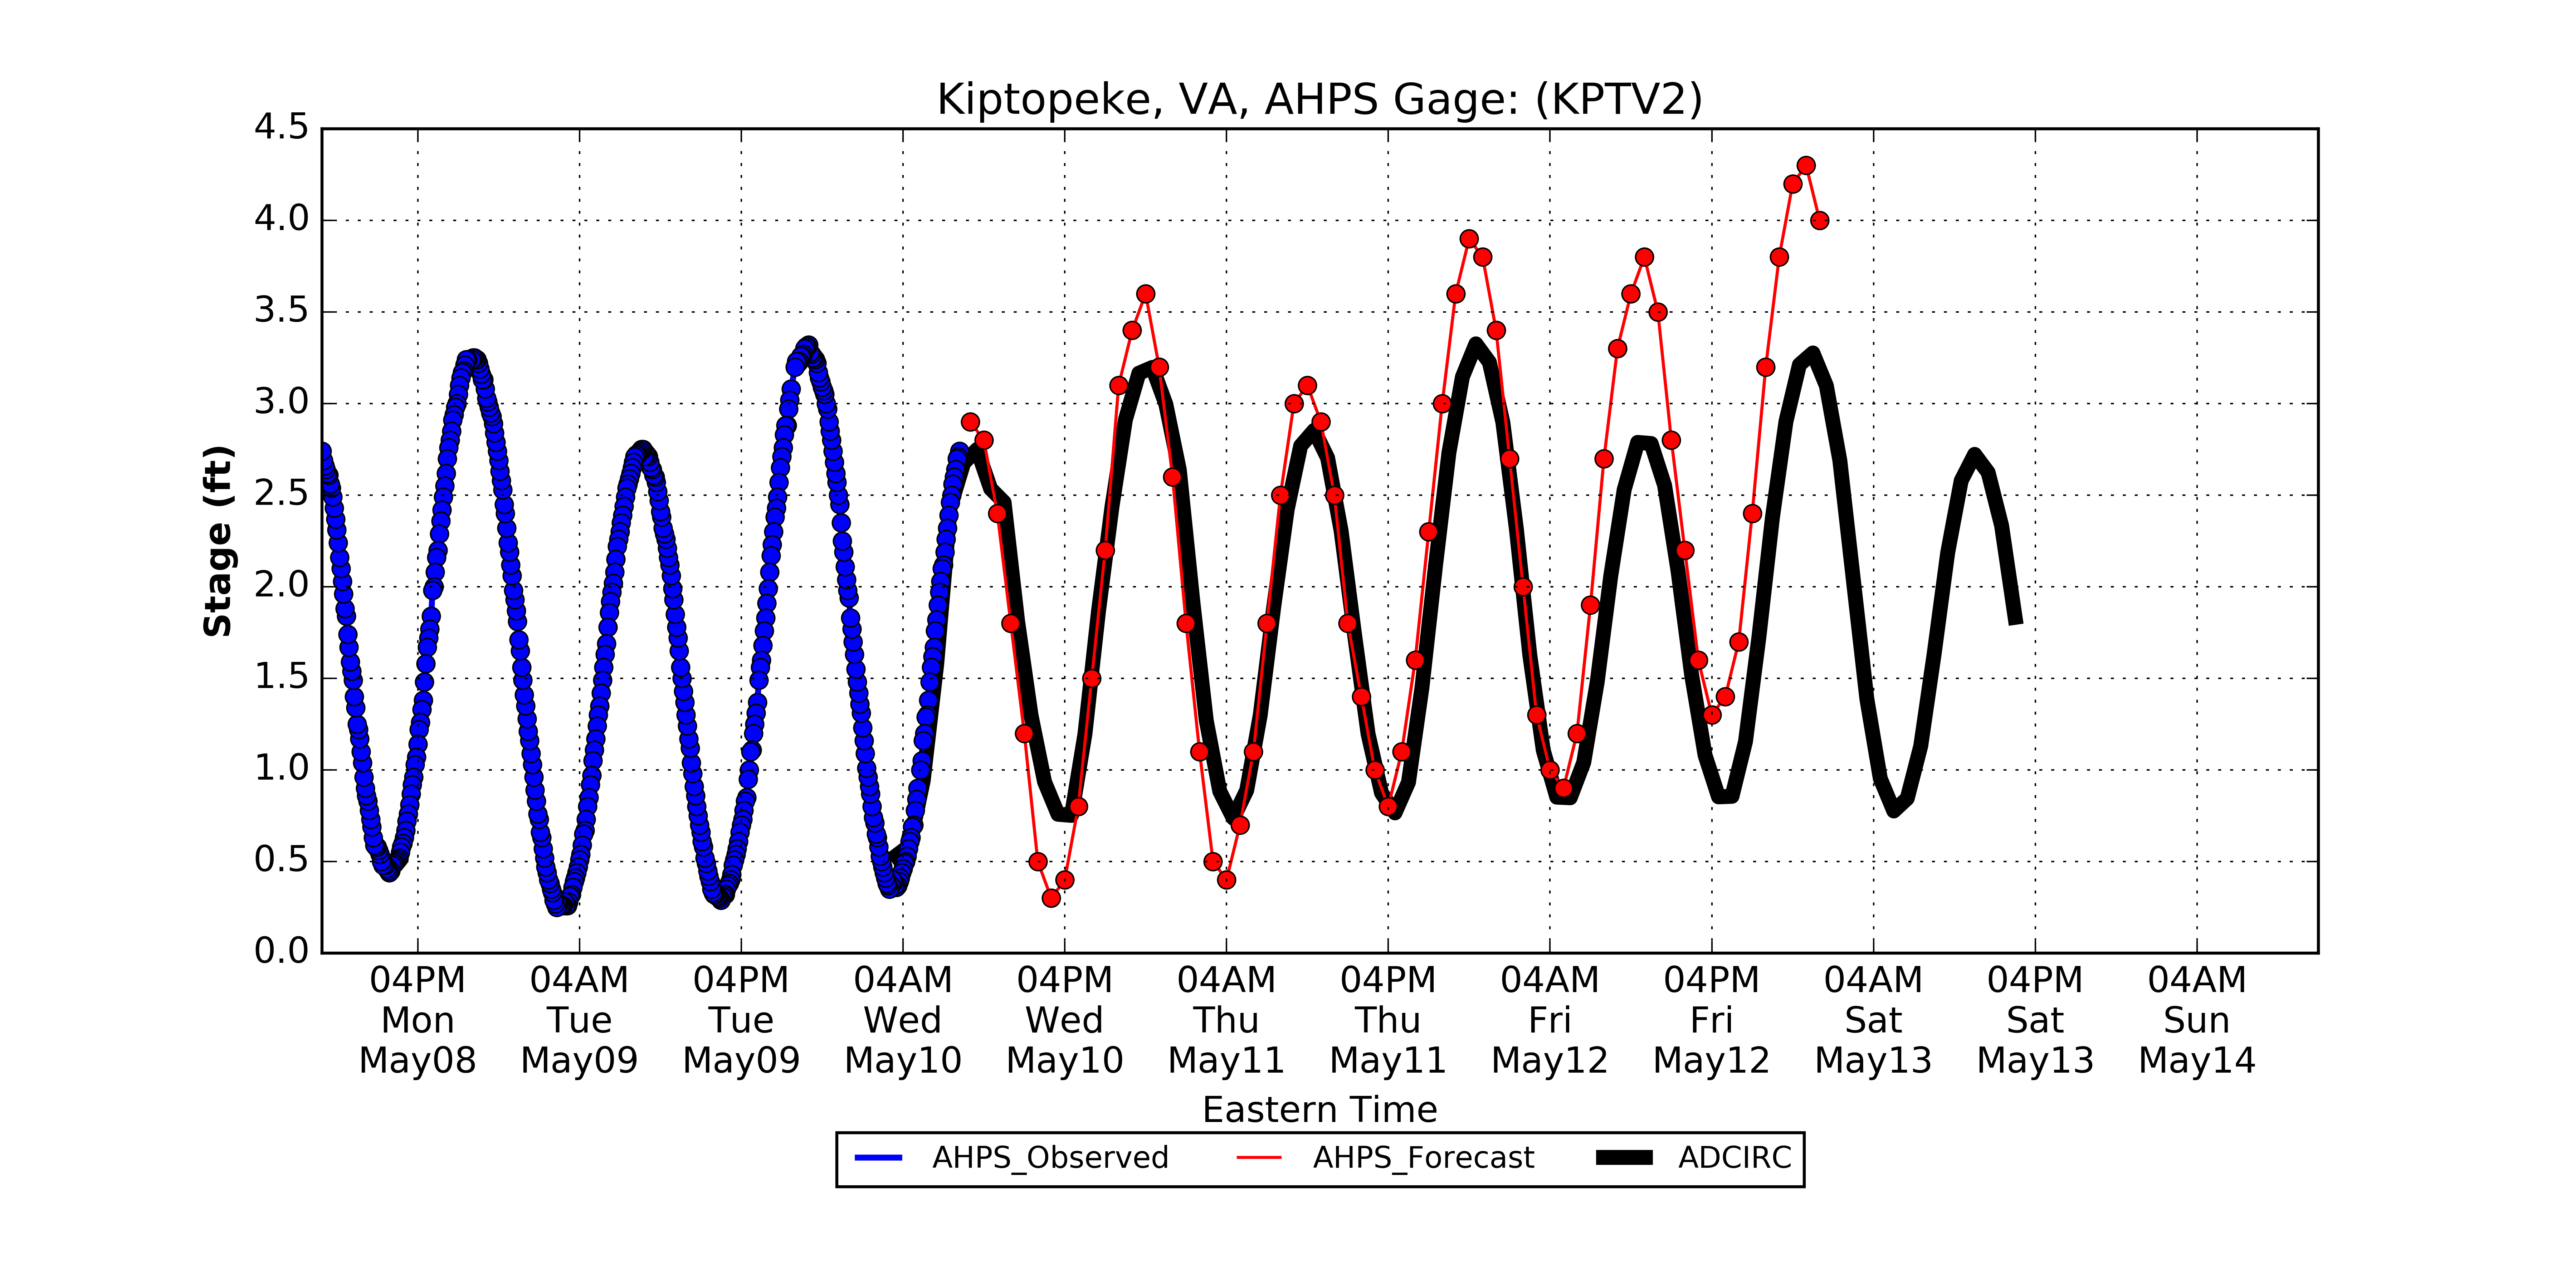 Kiptopeke, VA, AHPS Gage: (KPTV2)
4.5
4.0
3.5
3.0
2.5
2.0
1.5
1.0
0.5
0.0
Stage (ft)
04PM 04AM 04PM 04AM 04PM 04AM 04PM 04AM 04PM 04AM 04PM 04AM
Mon Tue Tue Wed Wed Thu Thu Fri Fri Sat Sat Sun
May08 May09 May09 May10 May10 May11 May11 May12 May12 May13 May13 May14
Eastern Time
AHPS_Observed AHPS_Forecast ADCIRC